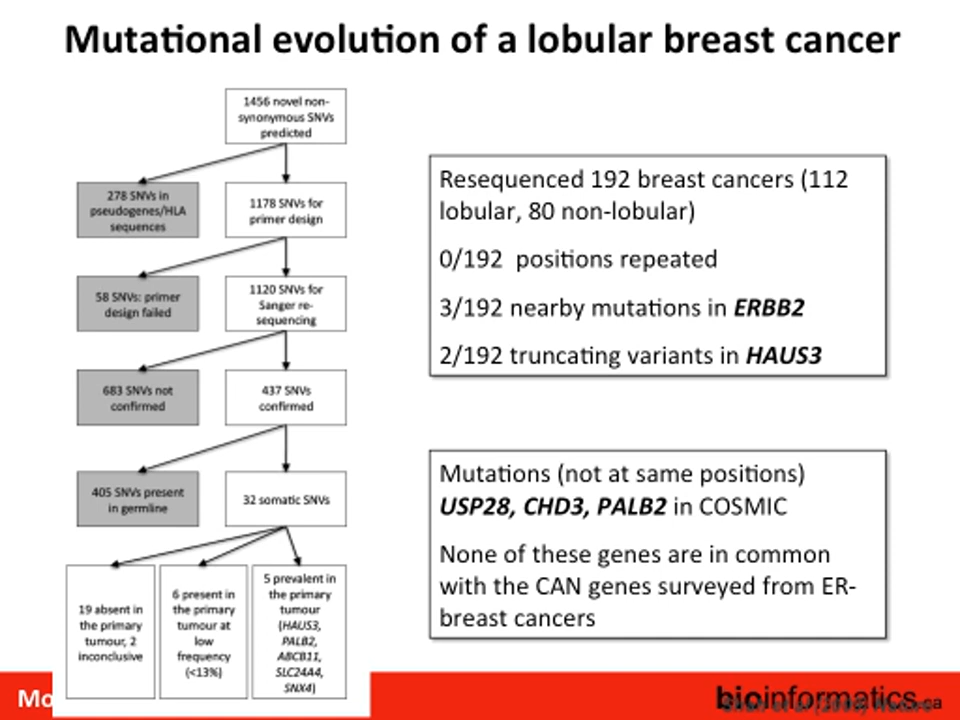 Mutational evolution of a lobular breast cancer
1456 novel non-
synonymous SNVs
predicted
278 SNVs in
pseudogenes/HLA
sequences
1178 SNVs for
primer design
58 SNVs: primer
design failed
1120 SNVs for
Sanger re-
sequencing
683 SNVs not
confirmed
437 SNVs
confirmed
405 SNVs present
in germline
32 somatic SNVs
19 absent in
the primary
tumour, 2
inconclusive
6 present in
the primary
tumour at
low
frequency
(<13%)
5 prevalent in
the primary
tumour
(HAUS3,
PALB2,
ABCB11,
SLC24A4,
SNX4)
Resequenced 192 breast cancers (112
lobular, 80 non-lobular)
0/192 positions repeated
3/192 nearby mutations in ERBB2
2/192 truncating variants in HAUS3
Mutations (not at same positions)
USP28, CHD3, PALB2 in COSMIC
None of these genes are in common
with the CAN genes surveyed from ER-
breast cancers
Mo
bioinformatics.ca